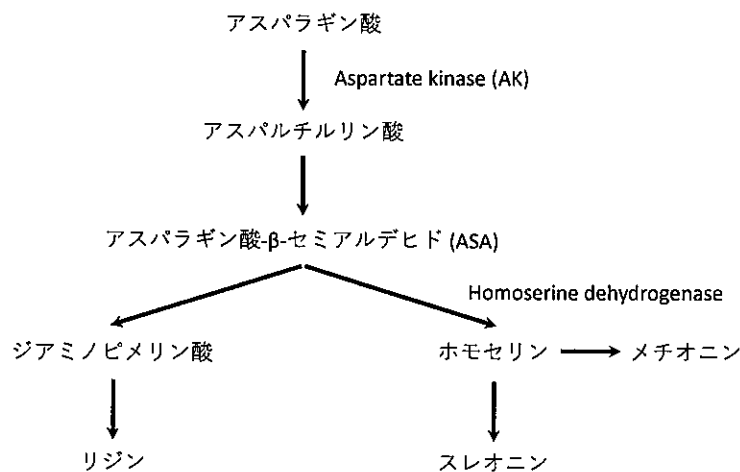 アスパラギン酸
Aspartate kinase (AK)
アスパルチルリン酸
アスパラギン酸-β-セミアルデヒド (ASA)
Homoserine dehydrogenase
ジアミノピメリン酸
ホモセリン
メチオニン
リジン
スレオニン